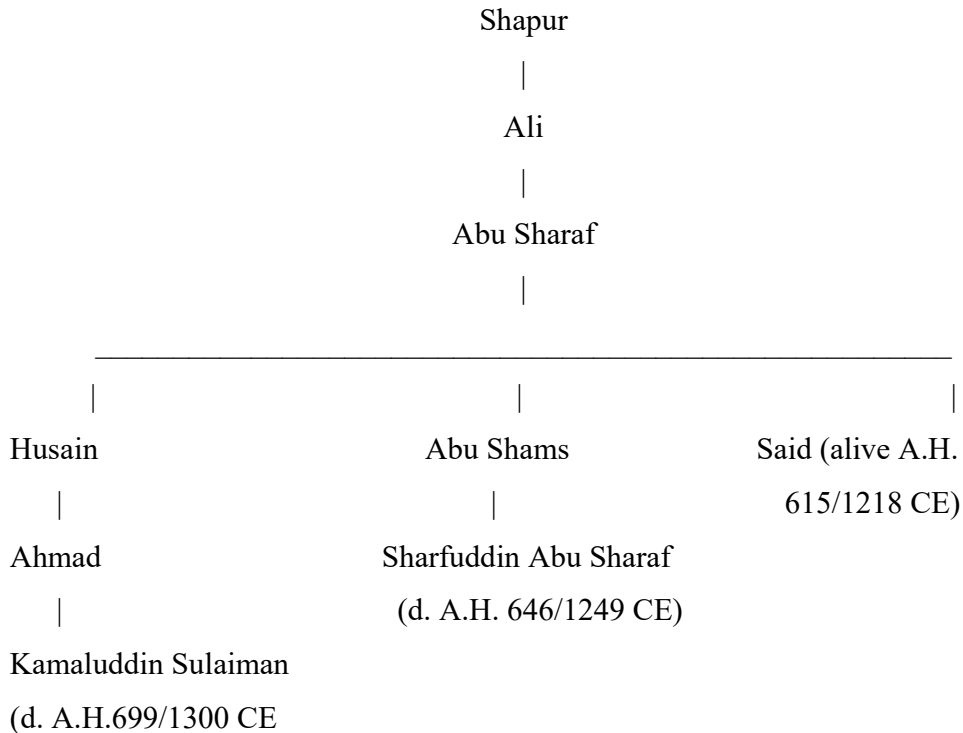 Shapur
Ali
Abu Sharaf
Husain Abu Shams Said (alive A.H.
615/1218 CE)
Ahmad Sharfuddin Abu Sharaf
(d. A.H. 646/1249 CE)
Kamaluddin Sulaiman
(d. A.H.699/1300 CE